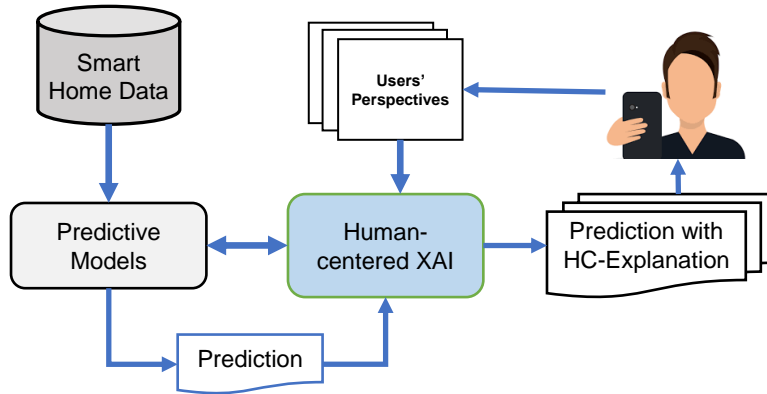 Smart
Home Data
Users'
Perspectives
Predictive
Models
Human-
centered XAI
Prediction with
HC-Explanation
Prediction